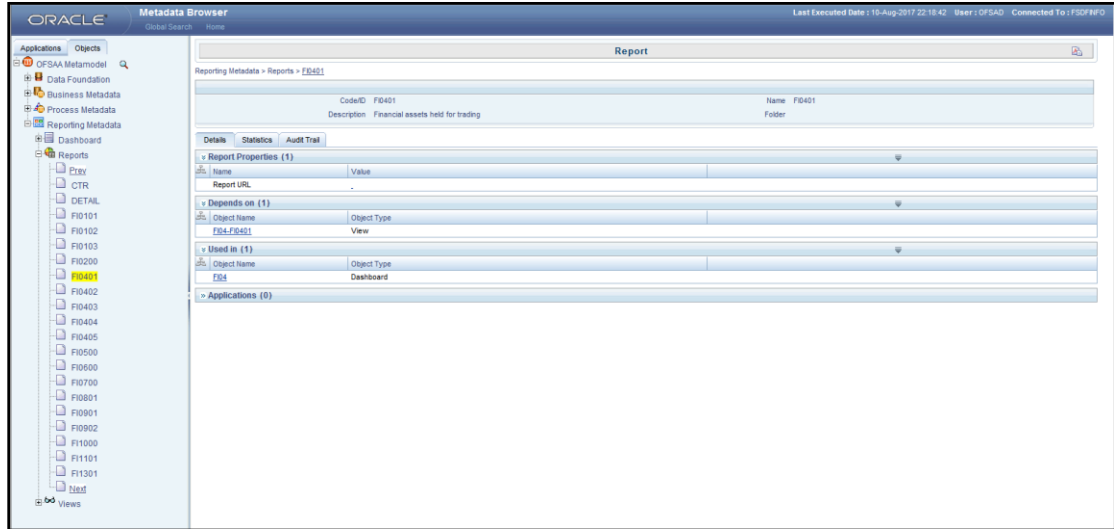 ORACLE
Metadata Browser
Global Search Home
Last Executed Date : 10-Aug-2017 22:18:42 User : OFSAD Connected To : FSDFINFO
Applications Objects
OFSAA Metamodel
Data Foundation
Business Metadata
Process Metadata
Reporting Metadata
Dashboard
Reports
Prev
CTR
DETAIL
FI0101
FI0102
FI0103
FI0200
FI0401
FI0402
FI0403
FI0404
FI0405
FI0500
FI0600
FI0700
FI0801
FI0901
FI0902
FI1000
FI1101
FI1301
Next
Views
Report
Reporting Metadata > Reports > FI0401
Code/ID FI0401 Name FI0401
Description Financial assets held for trading Folder
Details Statistics Audit Trail
Report Properties (1)
Name Value
Report URL
Depends on (1)
Object Name Object Type
FI04-FI0401 View
Used in (1)
Object Name Object Type
FI04 Dashboard
» Applications (0)